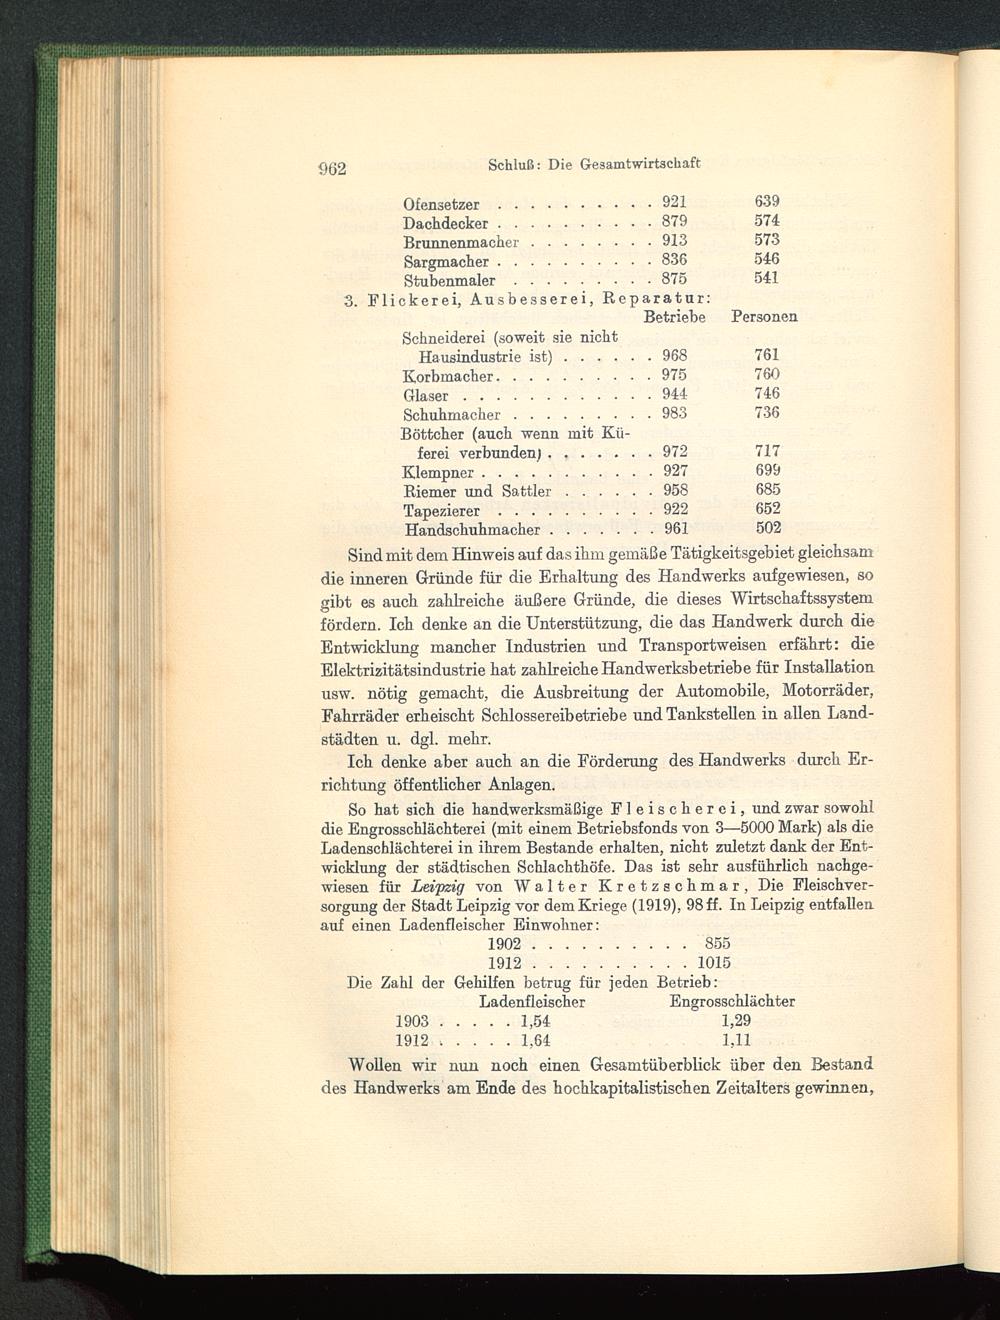 962 Schluß: Die Gesamtwirtschaft
Ofensetzer . . . . . . . . . . 921 639
Dachdecker . . . . . . . . . . 879 574
Brunnenmacher . . . . . . . . 913 573
Sargmacher . . . . . . . . . . 836 546
Stubenmaler . . . . . . . . . 875 541
3. Flickerei, Ausbesserei, Reparatur:
Betriebe Personen
Schneiderei (soweit sie nicht
Hausindustrie ist) . . . . . . 968 761
Korbmacher. . . . . . . . . . 975 760
Glaser . . . . . . . . . . . . 944 746
Schuhmacher . . . . . . . . . 983 736
Böttcher (auch wenn mit Kü-
ferei verbunden) . . . . . . . 972 717
Klempner . . . . . . . . . . . 927 699
Riemer und Sattler . . . . . . 958 685
Tapezierer . . . . . . . . . . 922 652
Handschuhmacher . . . . . . . 961 502
Sind mit dem Hinweis auf das ihm gemäße Tätigkeitsgebiet gleichsam
die inneren Gründe für die Erhaltung des Handwerks aufgewiesen, so
gibt es auch zahlreiche äußere Gründe, die dieses Wirtschaftssystem
fördern. Ich denke an die Unterstützung, die das Handwerk durch die
Entwicklung mancher Industrien und Transportweisen erfährt: die
Elektrizitätsindustrie hat zahlreiche Handwerksbetriebe für Installation
usw. nötig gemacht, die Ausbreitung der Automobile, Motorräder,
Fahrräder erheischt Schlossereibetriebe und Tankstellen in allen Land-
städten u. dgl. mehr.
Ich denke aber auch an die Förderung des Handwerks durch Er-
richtung öffentlicher Anlagen.
So hat sich die handwerksmäßige Fleischerei, und zwar sowohl
die Engrosschlächterei (mit einem Betriebsfonds von 3—5000 Mark) als die
Ladenschlächterei in ihrem Bestande erhalten, nicht zuletzt dank der Ent-
wicklung der städtischen Schlachthöfe. Das ist sehr ausführlich nachge-
wiesen für Leipzig von Walter Kretzschmar, Die Fleischver-
sorgung der Stadt Leipzig vor dem Kriege (1919), 98 ff. In Leipzig entfallen
auf einen Ladenfleischer Einwohner:
1902 . . . . . . . . . . 855
1912 . . . . . . . . . . 1015
Die Zahl der Gehilfen betrug für jeden Betrieb:
Ladenfleischer Engrosschlächter
1903 . . . . . 1,54 1,29
1912 . . . . . 1,64 1,11
Wollen wir nun noch einen Gesamtüberblick über den Bestand
des Handwerks am Ende des hochkapitalistischen Zeitalters gewinnen,